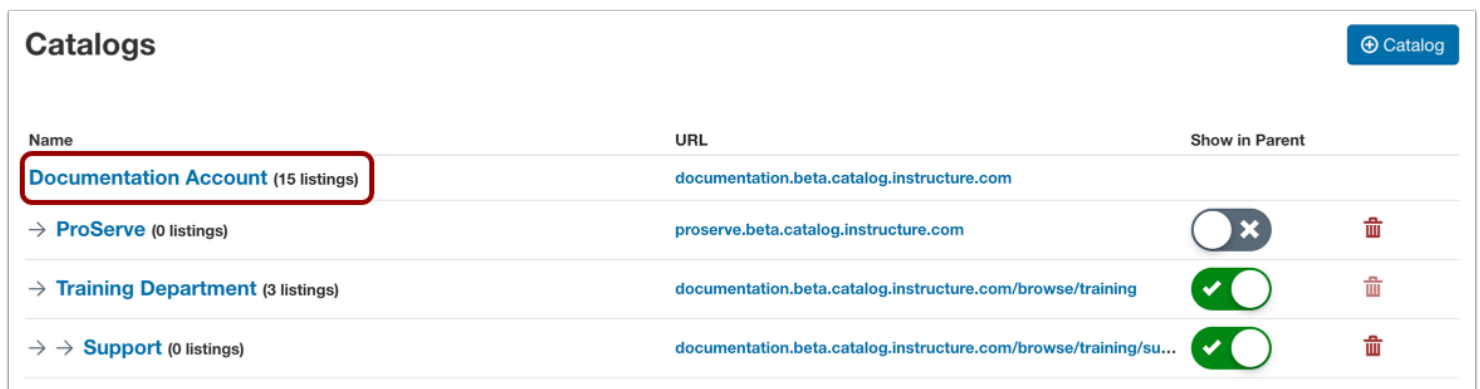 Catalogs
Catalog
Name URL Show in Parent
Documentation Account (15 listings) documentation.beta.catalog.instructure.com
→ ProServe (0 listings) proserve.beta.catalog.instructure.com
→ Training Department (3 listings) documentation.beta.catalog.instructure.com/browse/training
→ → Support (0 listings) documentation.beta.catalog.instructure.com/browse/training/su...